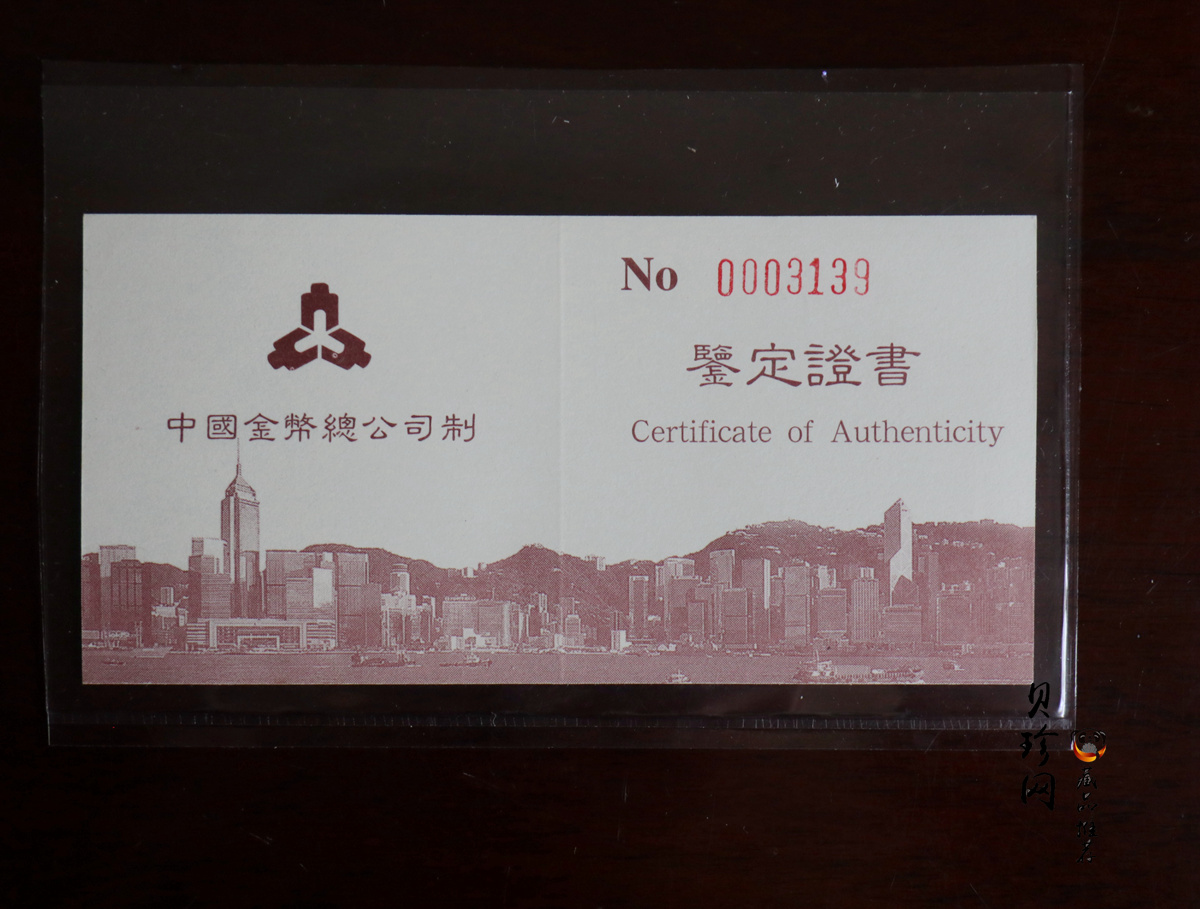 中國金幣總公司制
No 0003139
鑒定證書
Certificate of Authenticity
贝珍网